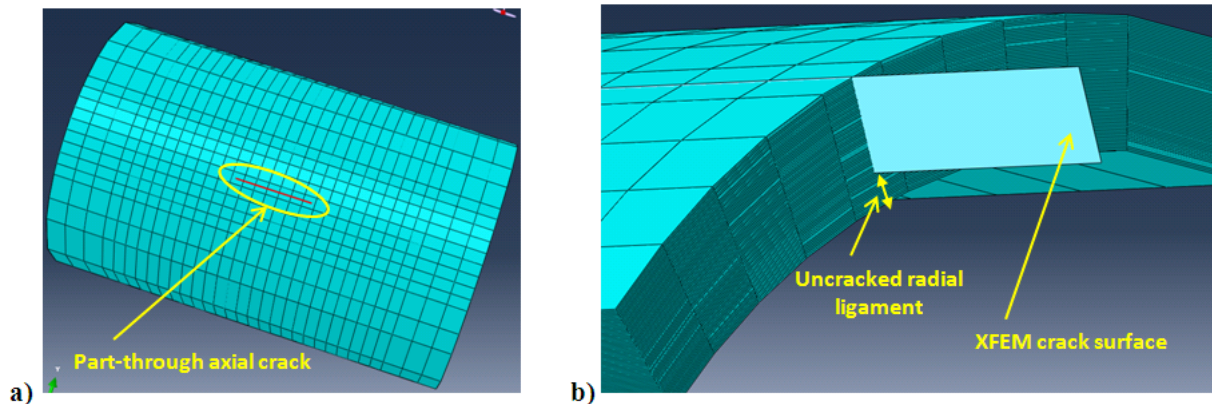 Part-through axial crack
Y
a)
Uncracked radial
ligament
XFEM crack surface
b)